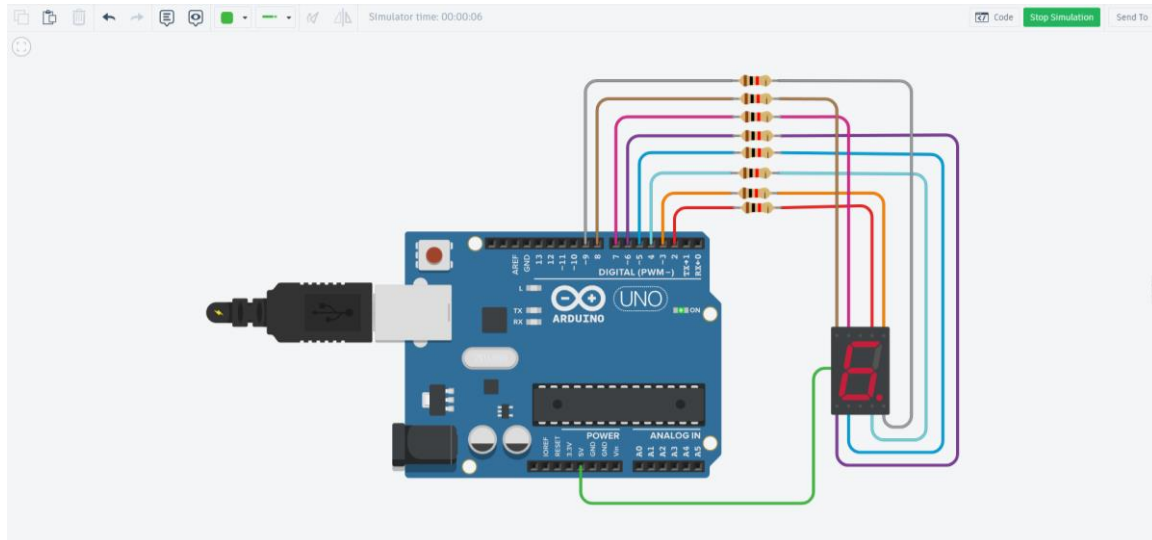 Simulator time: 00:00:06
Code
Stop Simulation
Send To
AREF
GND
13
12
~11
~10
~9
8
7
~6
~5
4
~3
2
TX→1
RX←0
DIGITAL (PWM~)
L
TX
RX
UNO
ON
ARDUINO
6.
POWER
ANALOG IN
IOREF
RESET
3.3V
5V
GND
GND
Vin
A0
A1
A2
A3
A4
A5